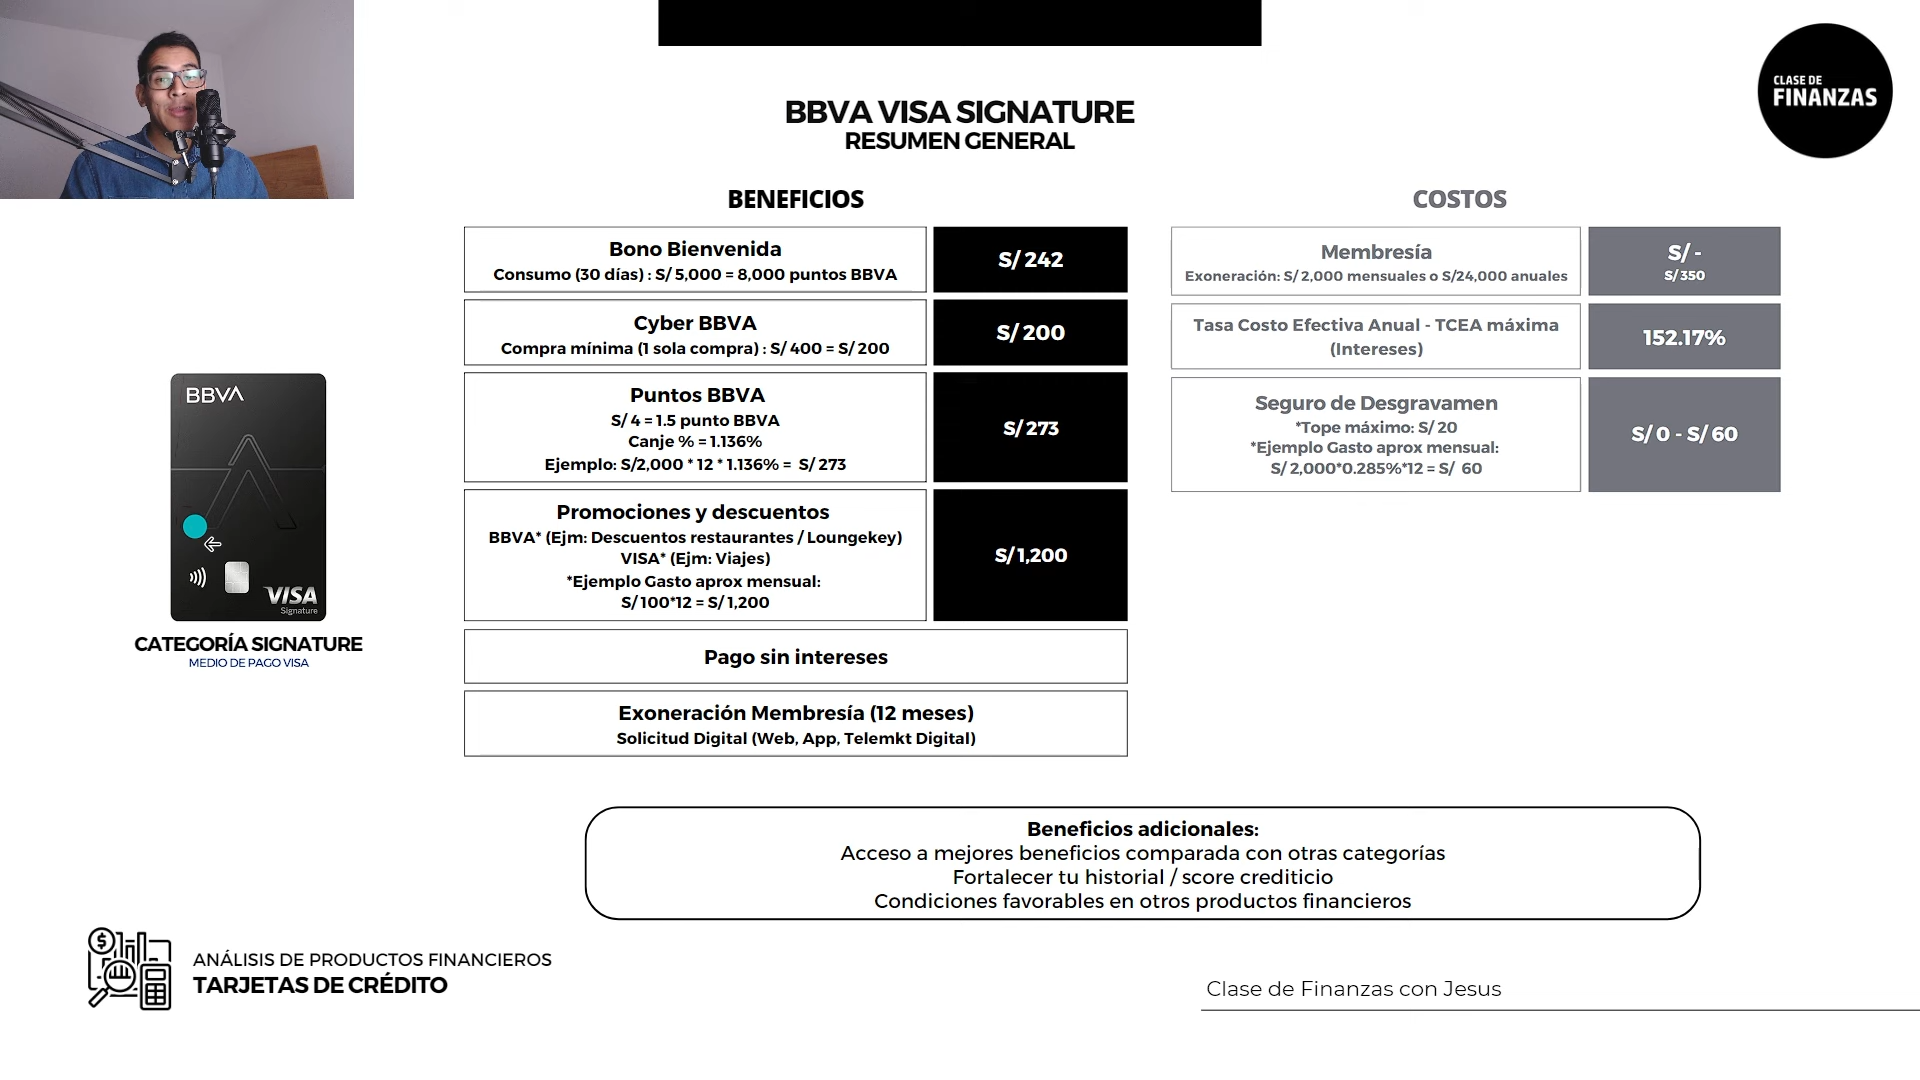 CLASE DE
FINANZAS
BBVA VISA SIGNATURE
RESUMEN GENERAL
BENEFICIOS
Bono Bienvenida
Consumo (30 días) : S/ 5,000 = 8,000 puntos BBVA
S/ 242
Cyber BBVA
Compra mínima (1 sola compra) : S/ 400 = S/ 200
S/ 200
Puntos BBVA
S/ 4 = 1.5 punto BBVA
Canje % = 1.136%
Ejemplo: S/2,000 * 12 * 1.136% = S/ 273
S/ 273
Promociones y descuentos
BBVA* (Ejm: Descuentos restaurantes / Loungekey)
VISA* (Ejm: Viajes)
*Ejemplo Gasto aprox mensual:
S/ 100*12 = S/ 1,200
S/ 1,200
Pago sin intereses
Exoneración Membresía (12 meses)
Solicitud Digital (Web, App, Telemkt Digital)
COSTOS
Membresía
Exoneración: S/ 2,000 mensuales o S/24,000 anuales
S/ -
S/ 350
Tasa Costo Efectiva Anual - TCEA máxima
(Intereses)
152.17%
Seguro de Desgravamen
*Tope máximo: S/ 20
*Ejemplo Gasto aprox mensual:
S/ 2,000*0.285%*12 = S/ 60
S/ 0 - S/ 60
BBVA
VISA
Signature
CATEGORÍA SIGNATURE
MEDIO DE PAGO VISA
Beneficios adicionales:
Acceso a mejores beneficios comparada con otras categorías
Fortalecer tu historial / score crediticio
Condiciones favorables en otros productos financieros
ANÁLISIS DE PRODUCTOS FINANCIEROS
TARJETAS DE CRÉDITO
Clase de Finanzas con Jesus